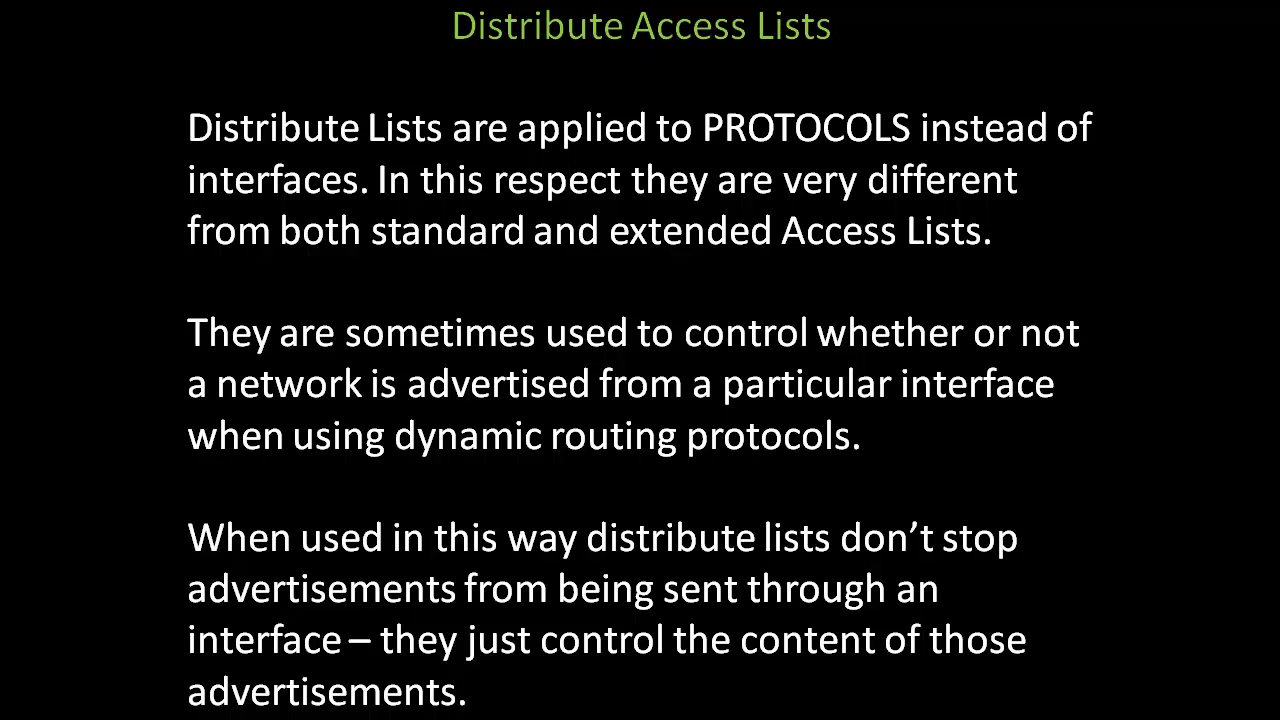 Distribute Access Lists
Distribute Lists are applied to PROTOCOLS instead of
interfaces. In this respect they are very different
from both standard and extended Access Lists.
They are sometimes used to control whether or not
a network is advertised from a particular interface
when using dynamic routing protocols.
When used in this way distribute lists don’t stop
advertisements from being sent through an
interface – they just control the content of those
advertisements.